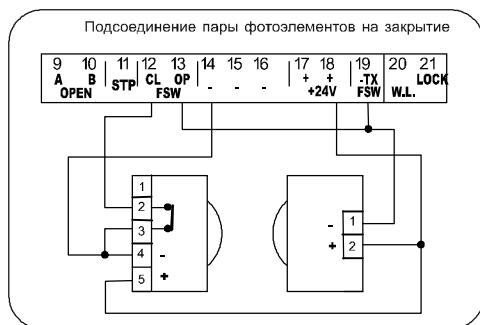 Подсоединение пары фотоэлементов на закрытие
9 10 11 12 13 14 15 16 17 18 19 20 21
A B STP CL OP - - - + + -TX LOCK
OPEN FSW +24V FSW W.L.
1
2
3
4 -
5 +
- 1
+ 2